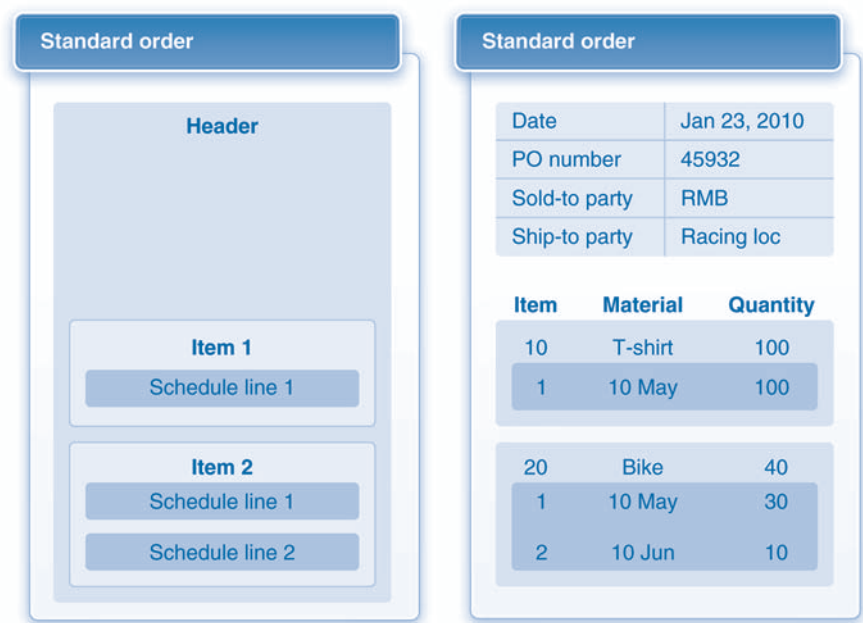 Standard order
Header
Item 1
Schedule line 1
Item 2
Schedule line 1
Schedule line 2
Standard order
Date Jan 23, 2010
PO number 45932
Sold-to party RMB
Ship-to party Racing loc
Item Material Quantity
10 T-shirt 100
1 10 May 100
20 Bike 40
1 10 May 30
2 10 Jun 10